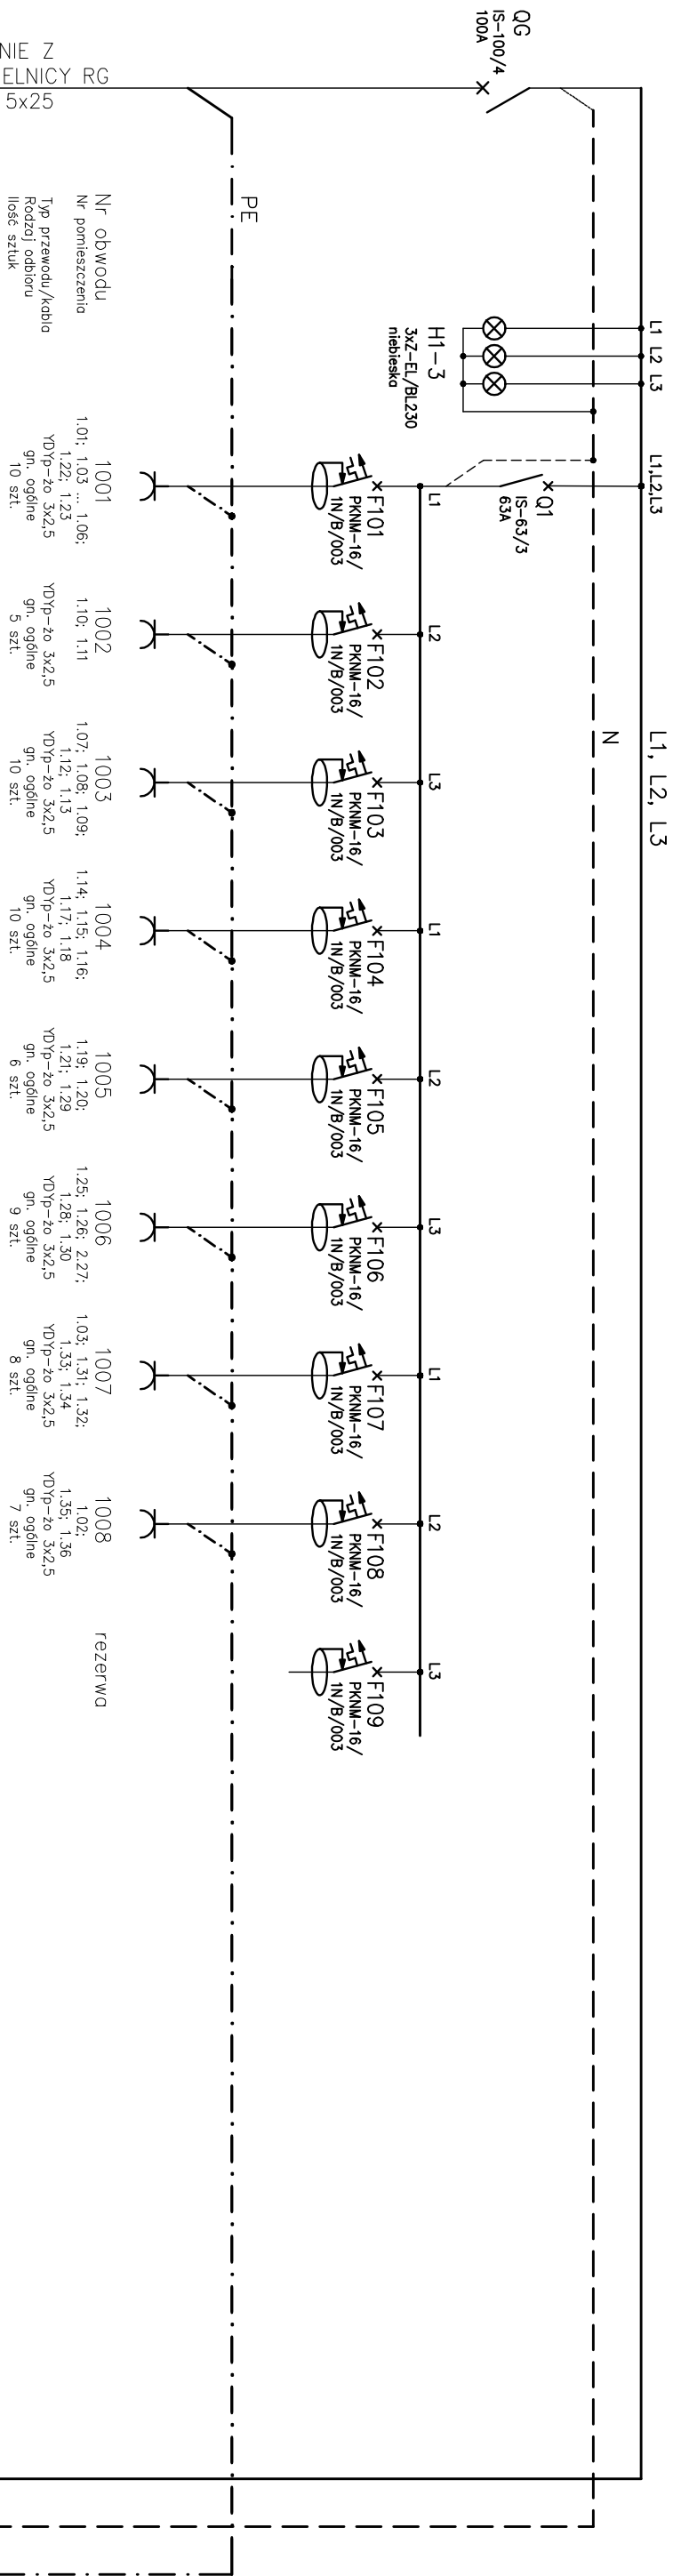 NIE Z
ELNICY RG
5x25
QG
IS-100/4
100A
L1, L2, L3
N
PE
L1
L2
L3
H1-3
3xZ-EL/BL230
niebieska
L1,L2,L3
Q1
IS-63/3
63A
L1
F101
PKNM-16/
1N/B/003
L2
F102
PKNM-16/
1N/B/003
L3
F103
PKNM-16/
1N/B/003
L1
F104
PKNM-16/
1N/B/003
L2
F105
PKNM-16/
1N/B/003
L3
F106
PKNM-16/
1N/B/003
L1
F107
PKNM-16/
1N/B/003
L2
F108
PKNM-16/
1N/B/003
L3
F109
PKNM-16/
1N/B/003
Nr obwodu
Nr pomieszczenia
Typ przewodu/kabla
Rodzaj odbioru
Ilość sztuk
1001
1.01; 1.03 ... 1.06;
1.22; 1.23
YDYp-żo 3x2,5
gn. ogólne
10 szt.
1002
1.10; 1.11
YDYp-żo 3x2,5
gn. ogólne
5 szt.
1003
1.07; 1.08; 1.09;
1.12; 1.13
YDYp-żo 3x2,5
gn. ogólne
10 szt.
1004
1.14; 1.15; 1.16;
1.17; 1.18
YDYp-żo 3x2,5
gn. ogólne
10 szt.
1005
1.19; 1.20;
1.21; 1.29
YDYp-żo 3x2,5
gn. ogólne
6 szt.
1006
1.25; 1.26; 2.27;
1.28; 1.30
YDYp-żo 3x2,5
gn. ogólne
9 szt.
1007
1.03; 1.31; 1.32;
1.33; 1.34
YDYp-żo 3x2,5
gn. ogólne
8 szt.
1008
1.02;
1.35; 1.36
YDYp-żo 3x2,5
gn. ogólne
7 szt.
rezerwa